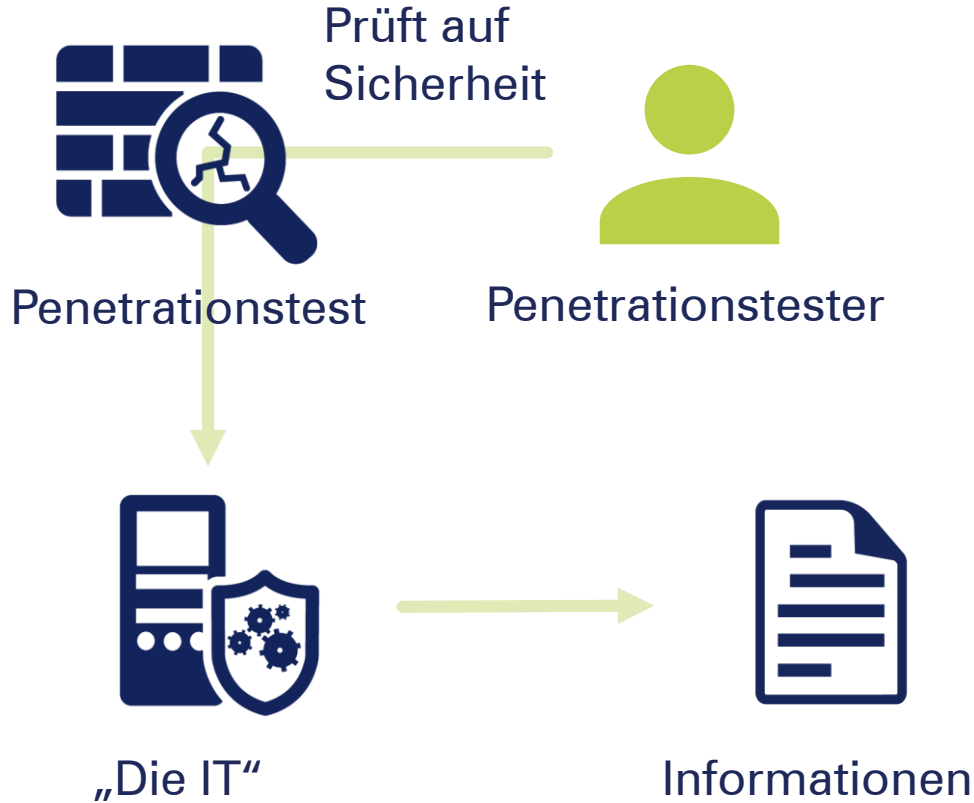 Prüft auf
Sicherheit
Penetrationstest
Penetrationstester
„Die IT“
Informationen